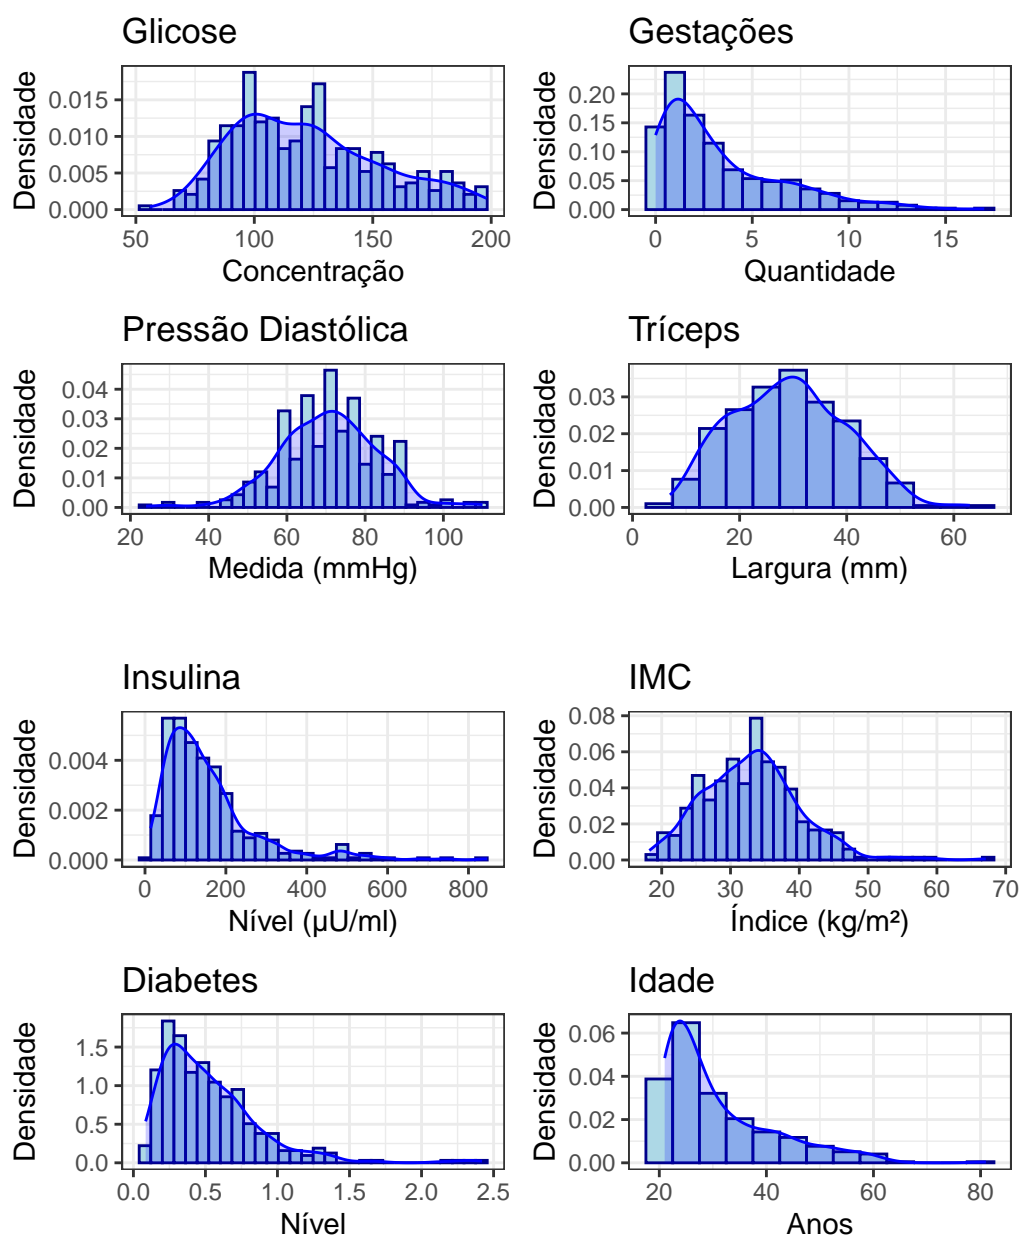 Glicose
Densidade
0.015
0.010
0.005
0.000
50 100 150 200
Concentração
Gestações
Densidade
0.20
0.15
0.10
0.05
0.00
0 5 10 15
Quantidade
Pressão Diastólica
Densidade
0.04
0.03
0.02
0.01
0.00
20 40 60 80 100
Medida (mmHg)
Tríceps
Densidade
0.03
0.02
0.01
0.00
0 20 40 60
Largura (mm)
Insulina
Densidade
0.004
0.002
0.000
0 200 400 600 800
Nível (μU/ml)
IMC
Densidade
0.08
0.06
0.04
0.02
0.00
20 30 40 50 60 70
Índice (kg/m²)
Diabetes
Densidade
1.5
1.0
0.5
0.0
0.0 0.5 1.0 1.5 2.0 2.5
Nível
Idade
Densidade
0.06
0.04
0.02
0.00
20 40 60 80
Anos